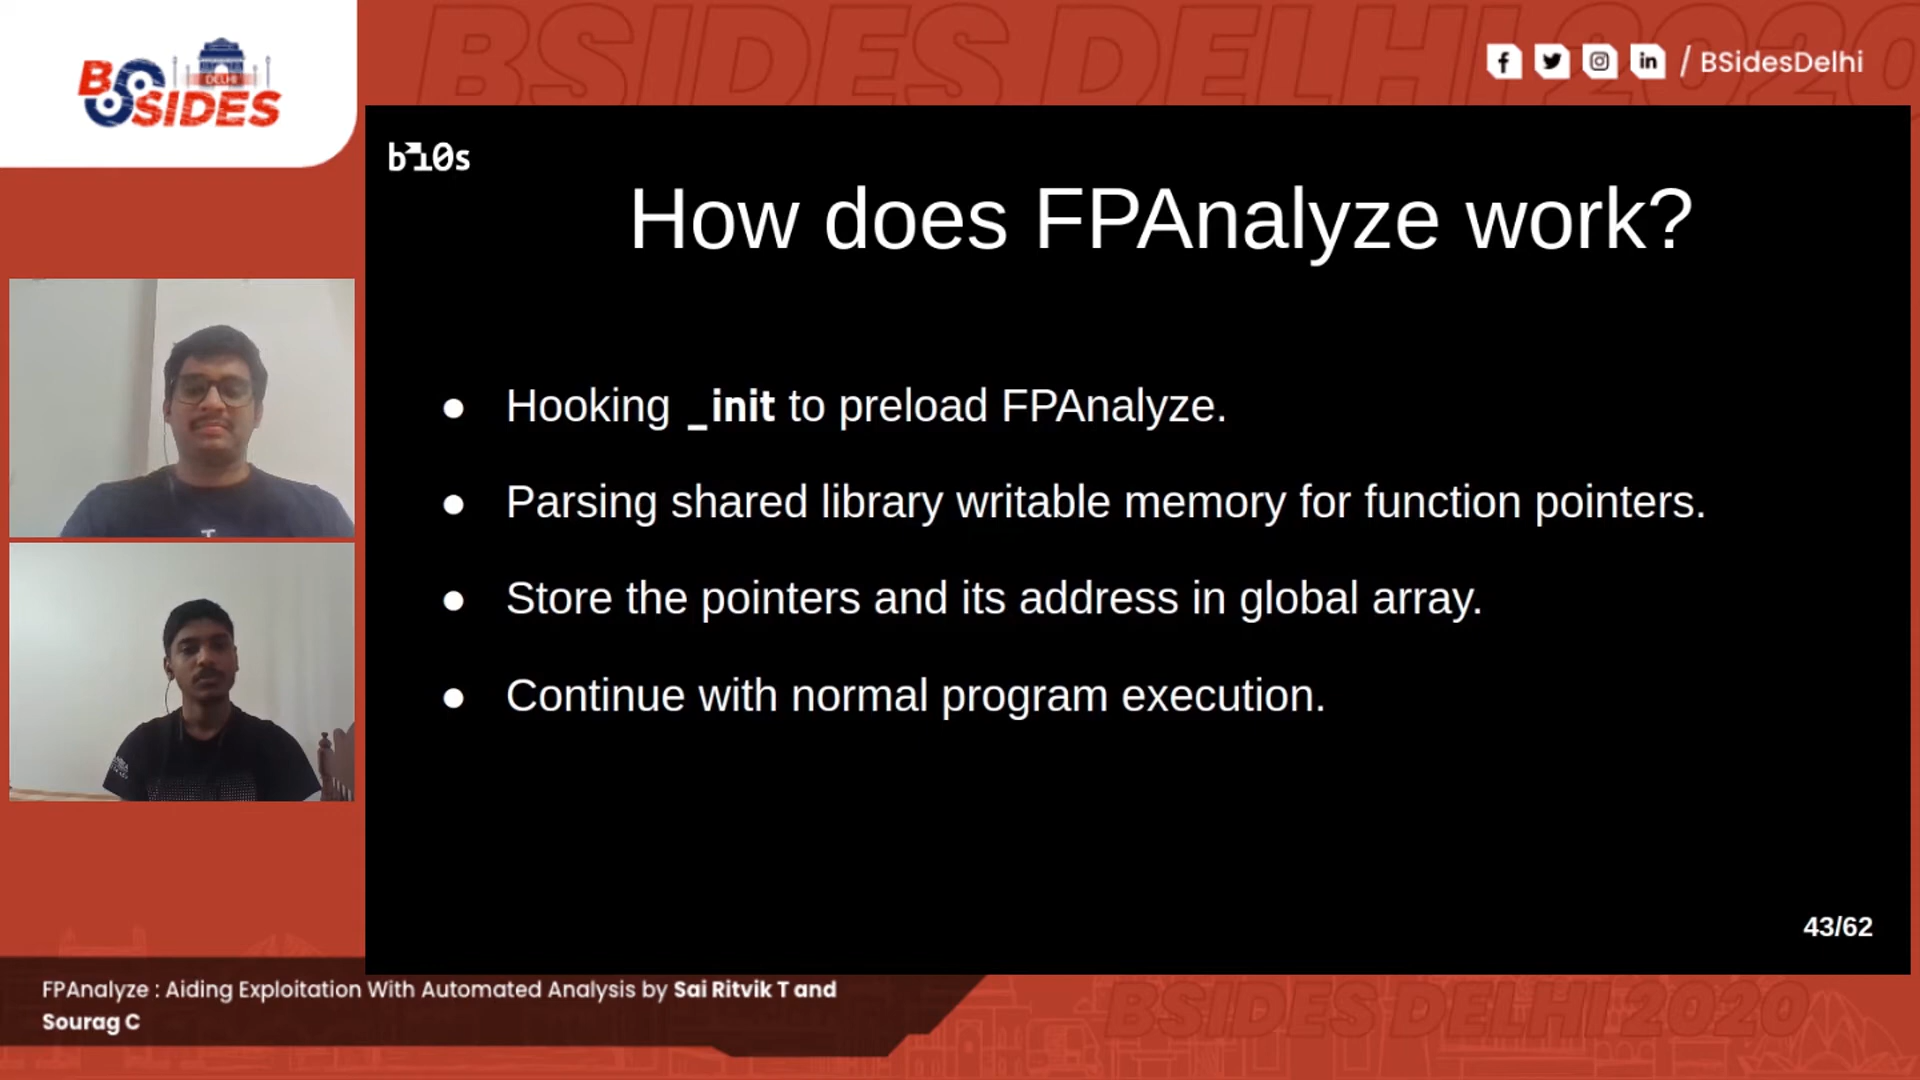 BSIDES DELHI 2020
B SIDES
DELHI
/ BSidesDelhi
bi0s
How does FPAnalyze work?
● Hooking _init to preload FPAnalyze.
● Parsing shared library writable memory for function pointers.
● Store the pointers and its address in global array.
● Continue with normal program execution.
43/62
FPAnalyze : Aiding Exploitation With Automated Analysis by Sai Ritvik T and
Sourag C
BSIDES DELHI 2020